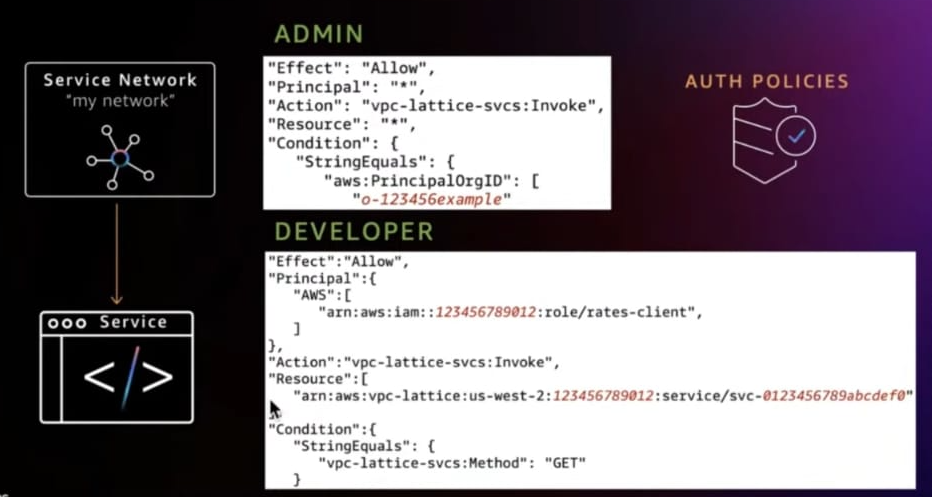 ADMIN
Service Network
"my network"
"Effect": "Allow",
"Principal": "*",
"Action": "vpc-lattice-svcs:Invoke",
"Resource": "*",
"Condition": {
"StringEquals": {
"aws:PrincipalOrgID": [
"o-123456example"
AUTH POLICIES
DEVELOPER
"Effect":"Allow",
"Principal":{
"AWS":[
"arn:aws:iam::123456789012:role/rates-client",
]
},
"Action":"vpc-lattice-svcs:Invoke",
"Resource":[
"arn:aws:vpc-lattice:us-west-2:123456789012:service/svc-0123456789abcdef0"
"Condition":{
"StringEquals": {
"vpc-lattice-svcs:Method": "GET"
}
Service
</>